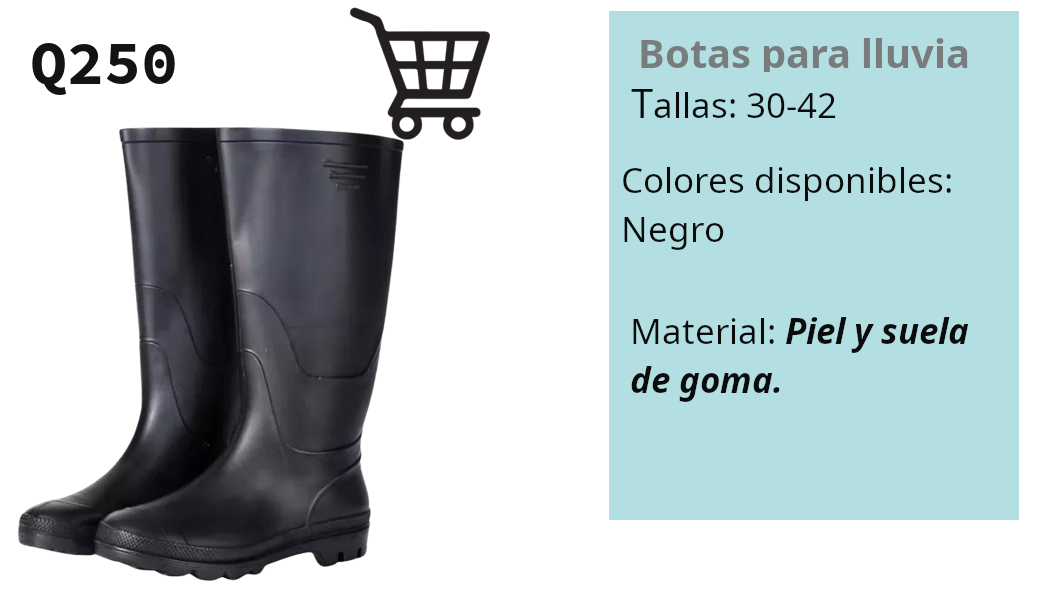 Q250
Botas para lluvia
Tallas: 30-42
Colores disponibles:
Negro
Material: Piel y suela
de goma.